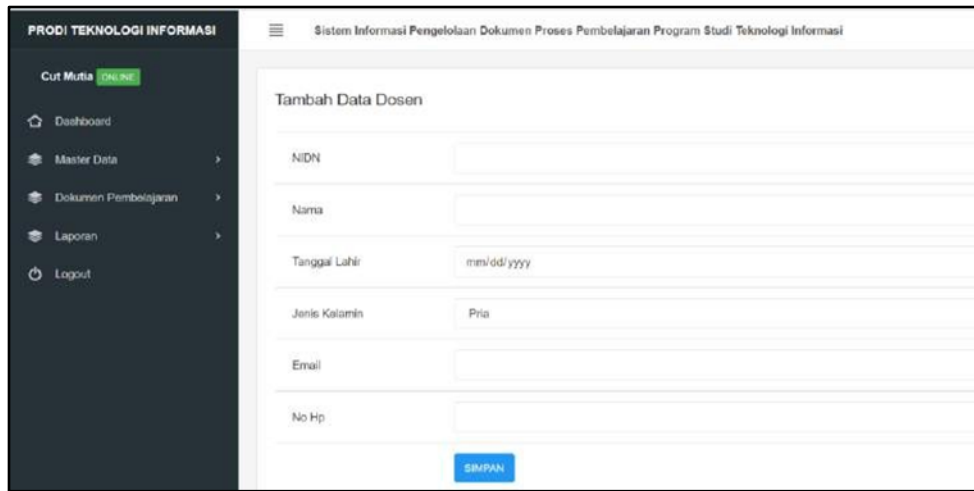 PRODI TEKNOLOGI INFORMASI
Sistem Informasi Pengelolaan Dokumen Proses Pembelajaran Program Studi Teknologi Informasi
Cut Mutia ONLINE
Dashboard
Master Data
Dokumen Pembelajaran
Laporan
Logout
Tambah Data Dosen
NIDN
Nama
Tanggal Lahir mm/dd/yyyy
Jenis Kelamin Pria
Email
No Hp
SIMPAN